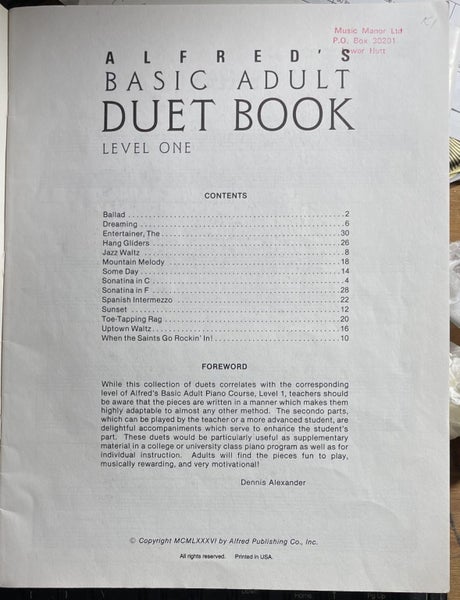 Music Manor Ltd
P.O. Box 30201
Lower Hutt
ALFRED'S
BASIC ADULT
DUET BOOK
LEVEL ONE
CONTENTS
Ballad 2
Dreaming 6
Entertainer, The 30
Hang Gliders 26
Jazz Waltz 8
Mountain Melody 18
Some Day 14
Sonatina in C 4
Sonatina in F 28
Spanish Intermezzo 22
Sunset 12
Toe-Tapping Rag 20
Uptown Waltz 16
When the Saints Go Rockin' In! 10
FOREWORD
While this collection of duets correlates with the corresponding
level of Alfred's Basic Adult Piano Course, Level 1, teachers should
be aware that the pieces are written in a manner which makes them
highly adaptable to almost any other method. The secondo parts,
which can be played by the teacher or a more advanced student, are
delightful accompaniments which serve to enhance the student's
part. These duets would be particularly useful as supplementary
material in a college or university class piano program as well as for
individual instruction. Adults will find the pieces fun to play,
musically rewarding, and very motivational!
Dennis Alexander
© Copyright MCMLXXXVI by Alfred Publishing Co., Inc.
All rights reserved. Printed in USA.
Home
PgUp